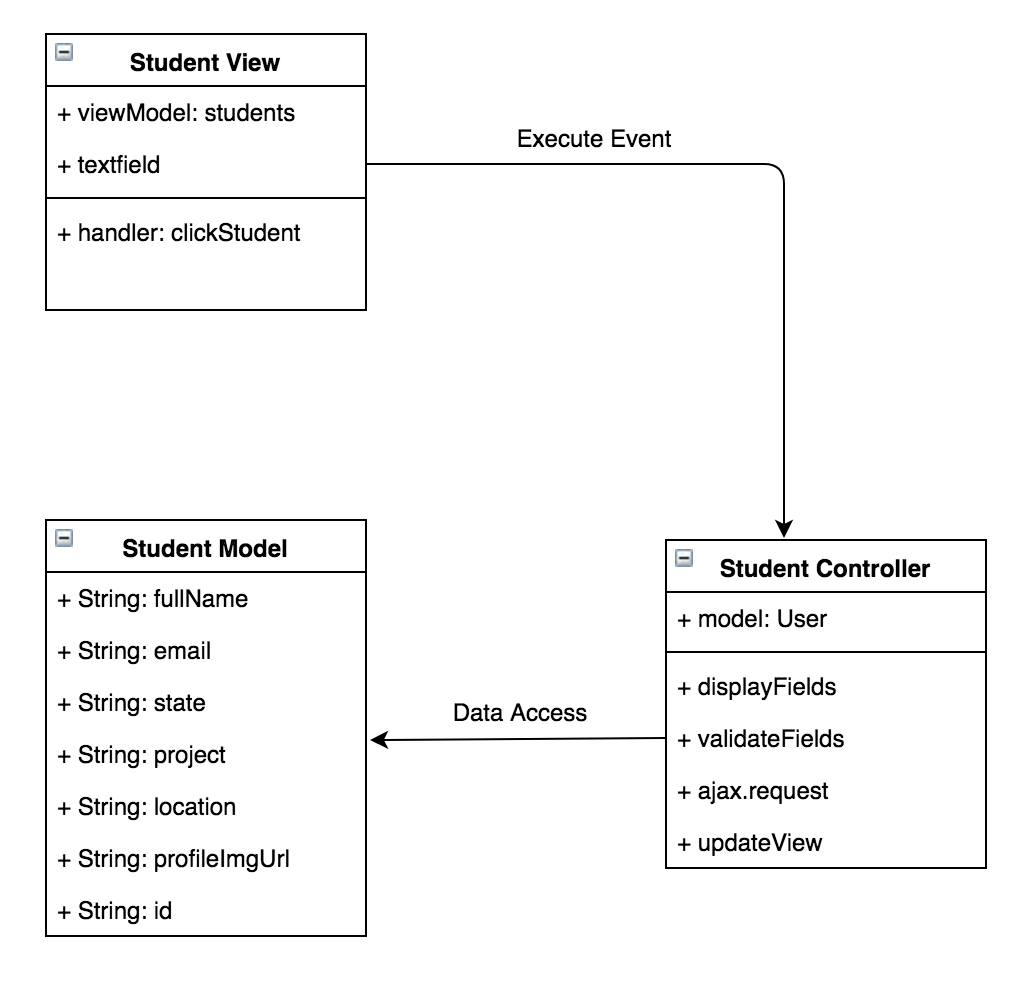 Student View
+ viewModel: students
+ textfield
+ handler: clickStudent
Execute Event
Student Model
+ String: fullName
+ String: email
+ String: state
+ String: project
+ String: location
+ String: profileImgUrl
+ String: id
Data Access
Student Controller
+ model: User
+ displayFields
+ validateFields
+ ajax.request
+ updateView